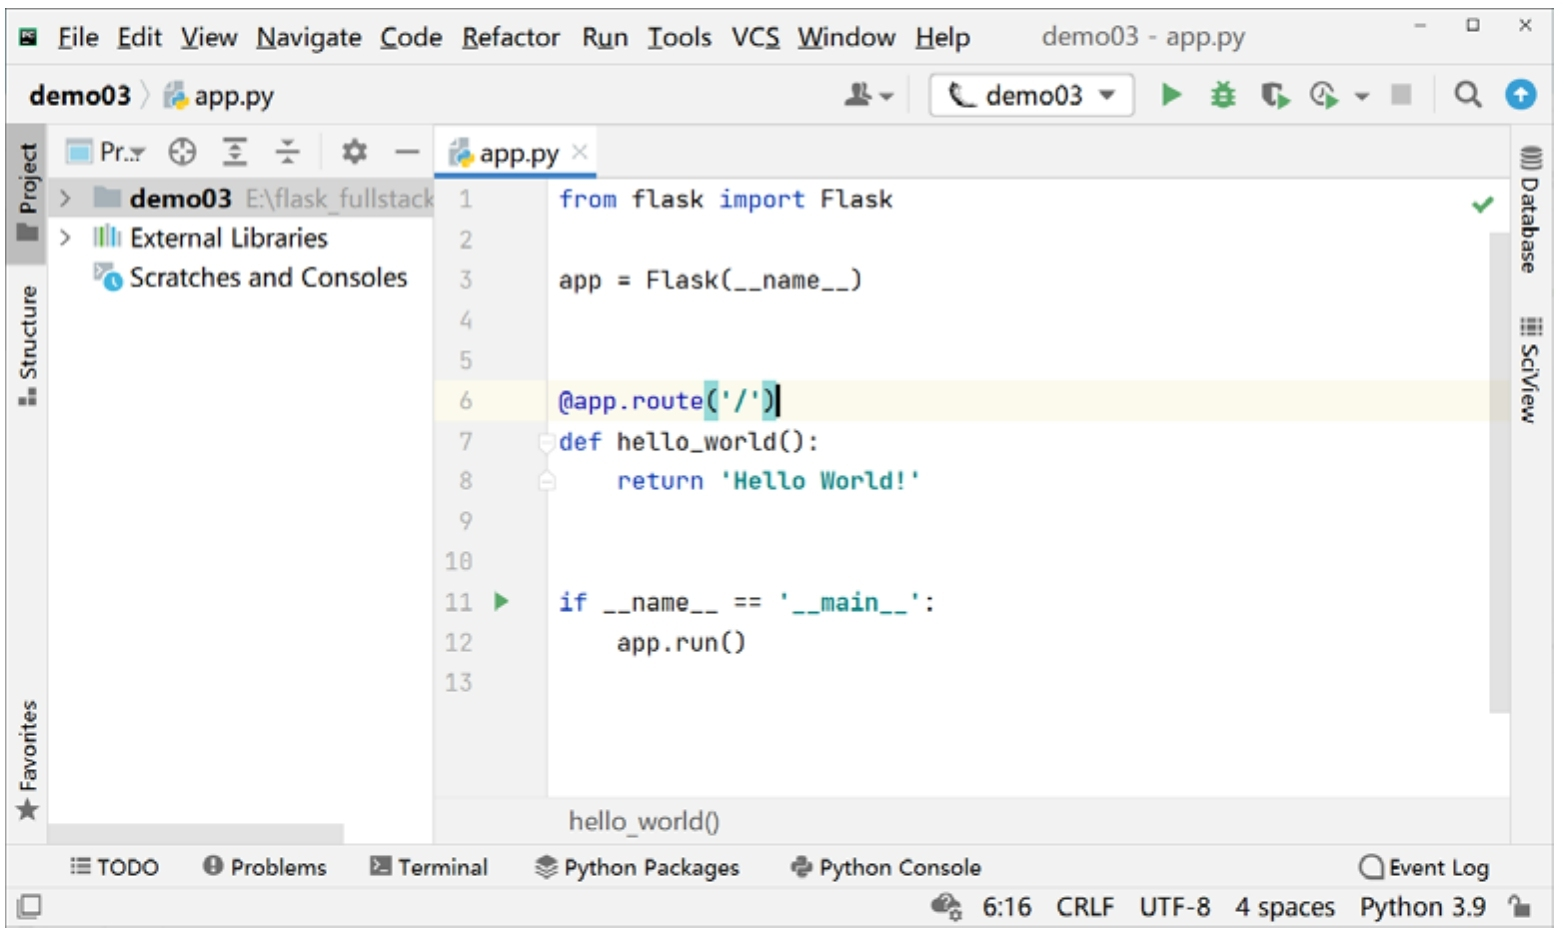 File Edit View Navigate Code Refactor Run Tools VCS Window Help demo03 - app.py
demo03 app.py demo03
Project
Structure
Favorites
Pr...
demo03 E:\flask_fullstack
External Libraries
Scratches and Consoles
app.py
1 from flask import Flask
2
3 app = Flask(__name__)
4
5
6 @app.route('/')
7 def hello_world():
8     return 'Hello World!'
9
10
11 if __name__ == '__main__':
12     app.run()
13
hello_world()
Database
SciView
TODO Problems Terminal Python Packages Python Console Event Log
6:16 CRLF UTF-8 4 spaces Python 3.9